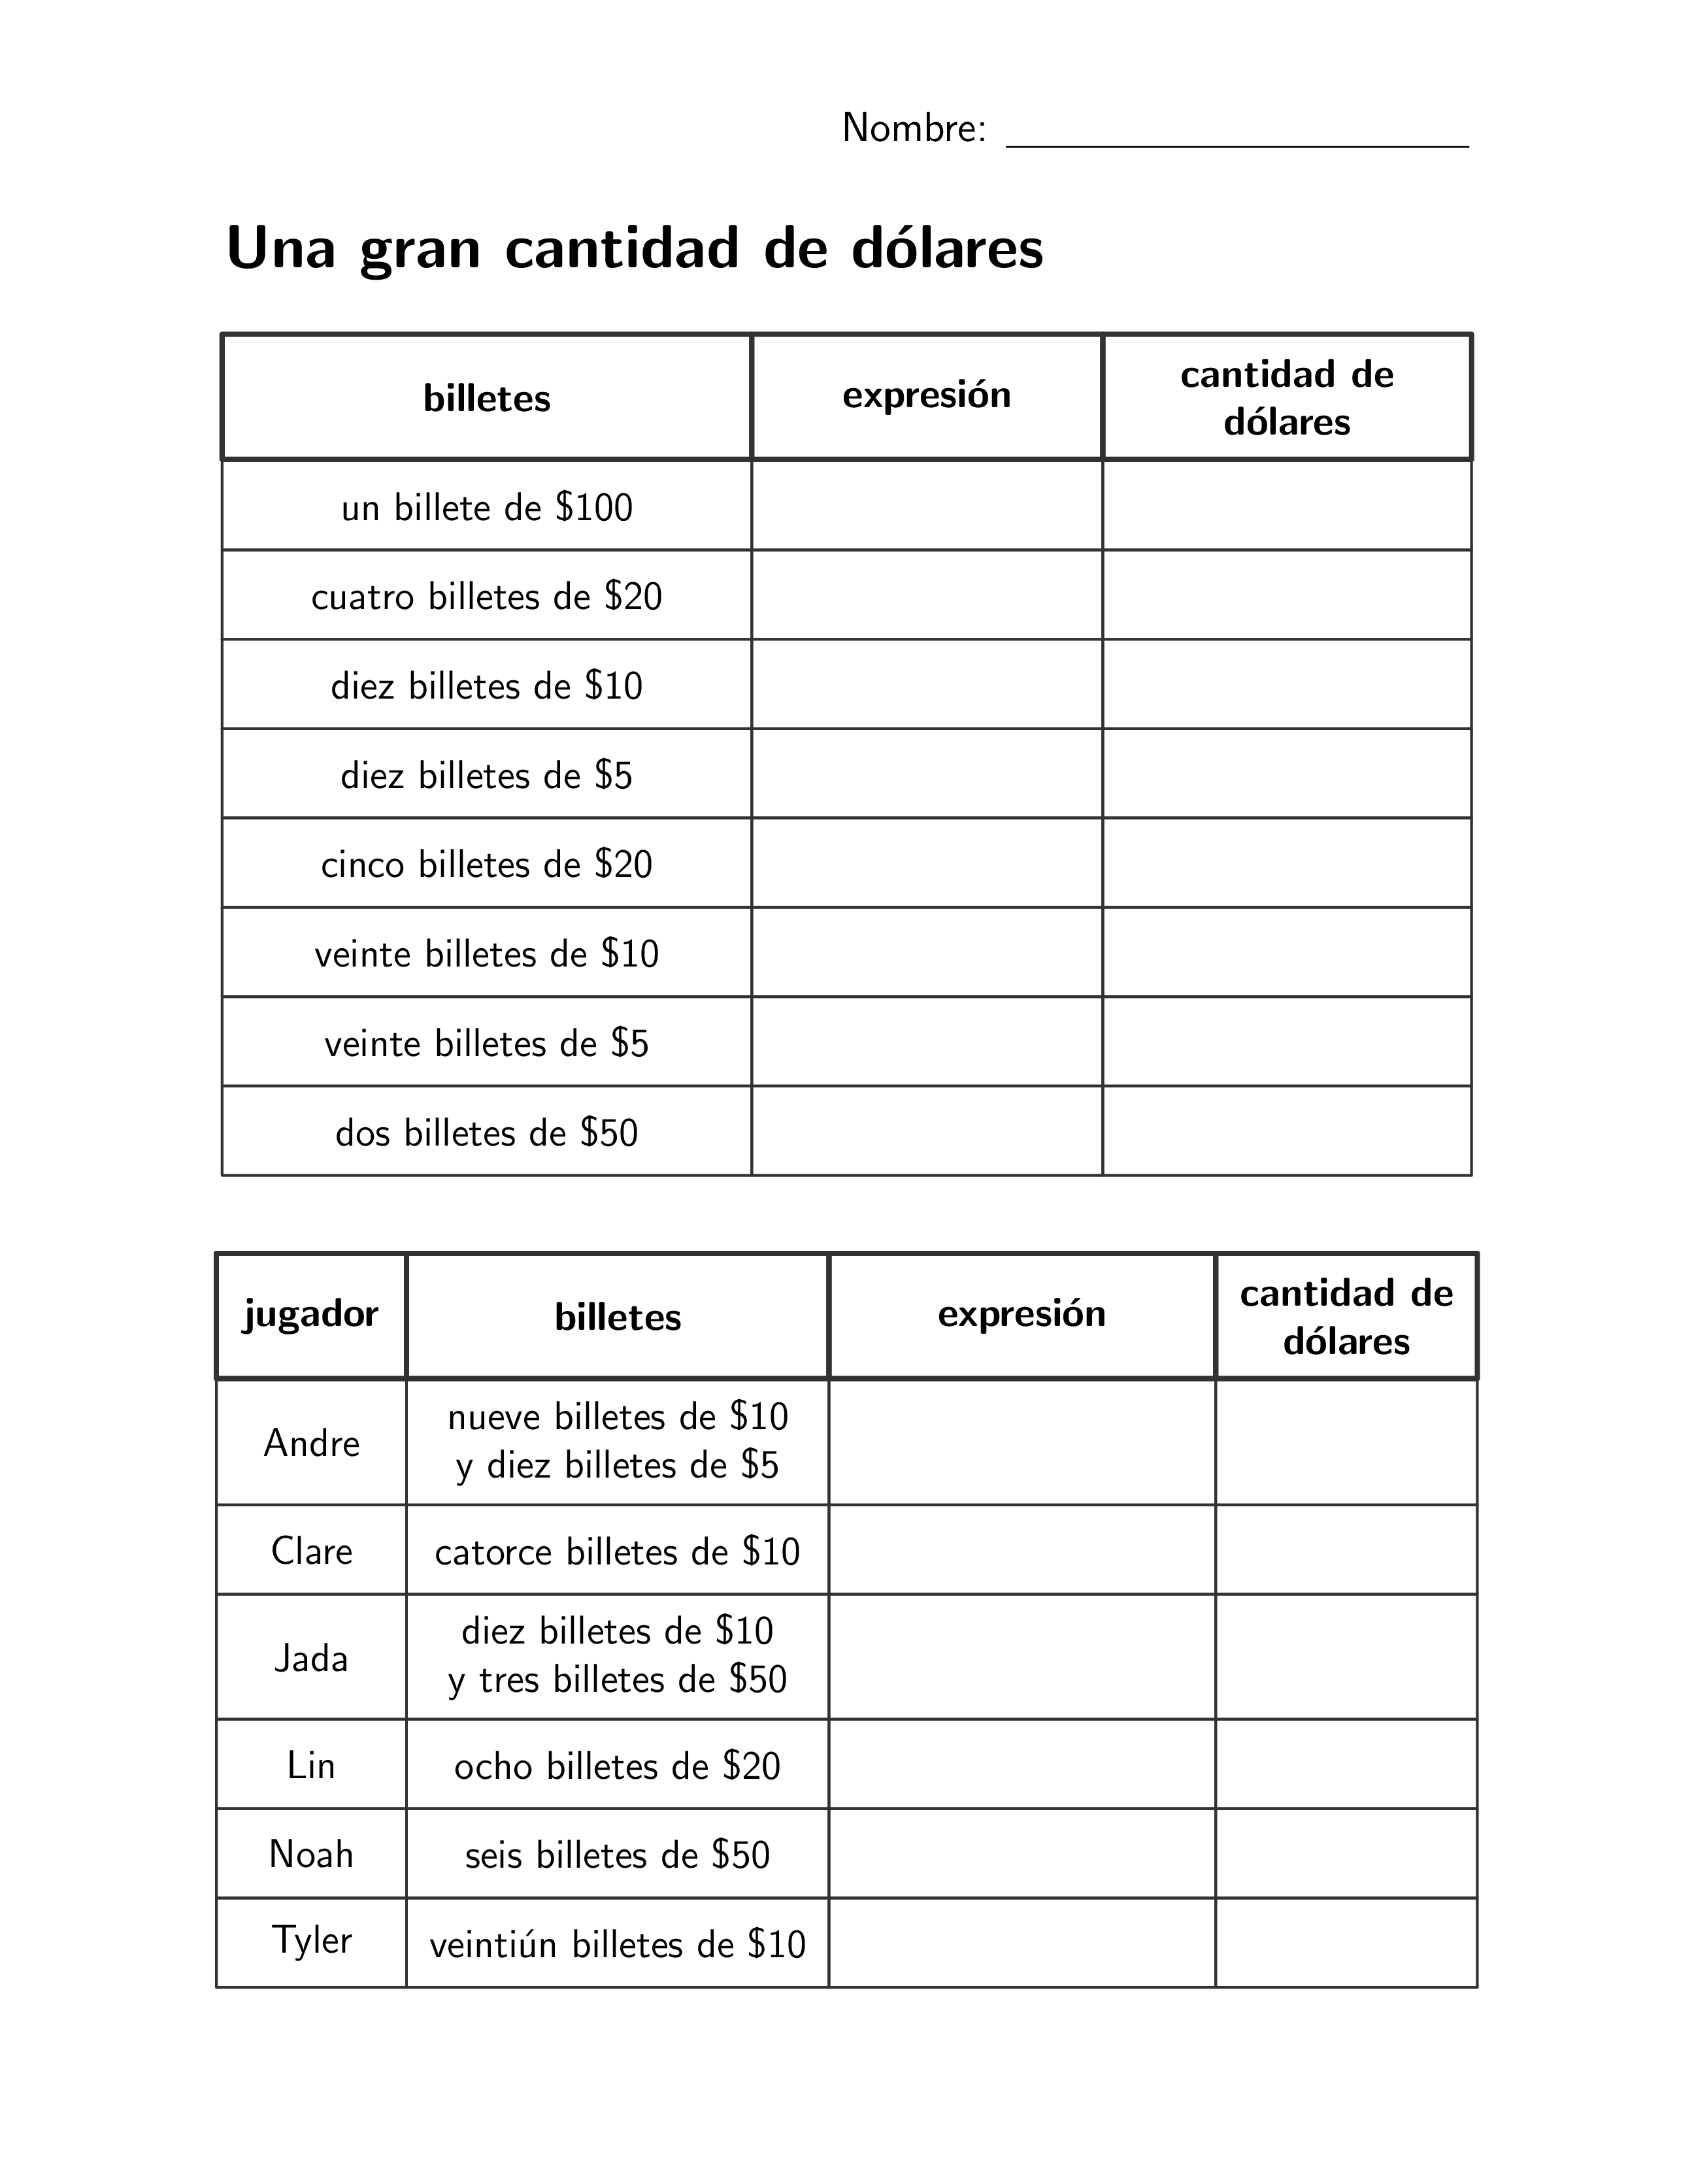 Nombre:
Una gran cantidad de dólares
billetes expresión cantidad de
dólares
un billete de $100
cuatro billetes de $20
diez billetes de $10
diez billetes de $5
cinco billetes de $20
veinte billetes de $10
veinte billetes de $5
dos billetes de $50
jugador billetes expresión cantidad de
dólares
Andre nueve billetes de $10
y diez billetes de $5
Clare catorce billetes de $10
Jada diez billetes de $10
y tres billetes de $50
Lin ocho billetes de $20
Noah seis billetes de $50
Tyler veintiún billetes de $10